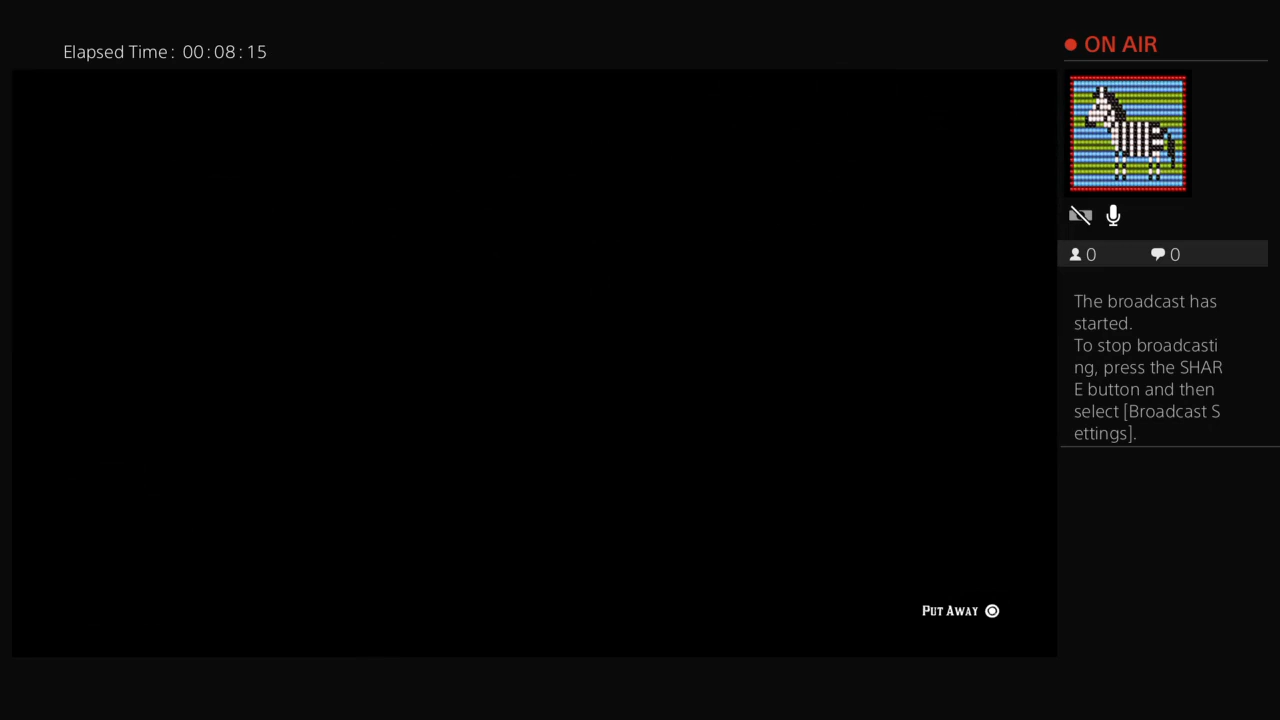 Elapsed Time: 00:08:15
ON AIR
0 0
The broadcast has
started.
To stop broadcasti
ng, press the SHAR
E button and then
select [Broadcast S
ettings].
PUT AWAY